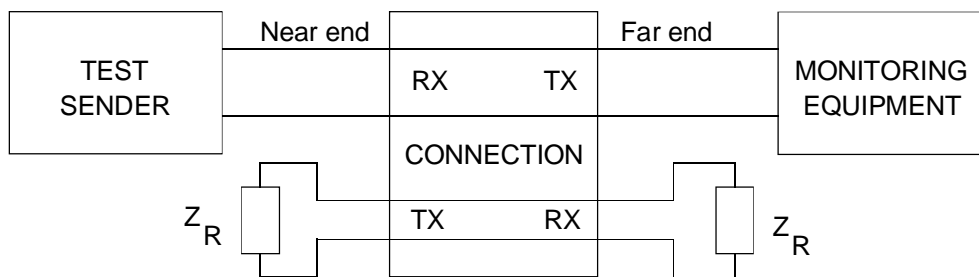 Near end
Far end
TEST
SENDER
RX TX
MONITORING
EQUIPMENT
CONNECTION
Z R
TX RX
Z R